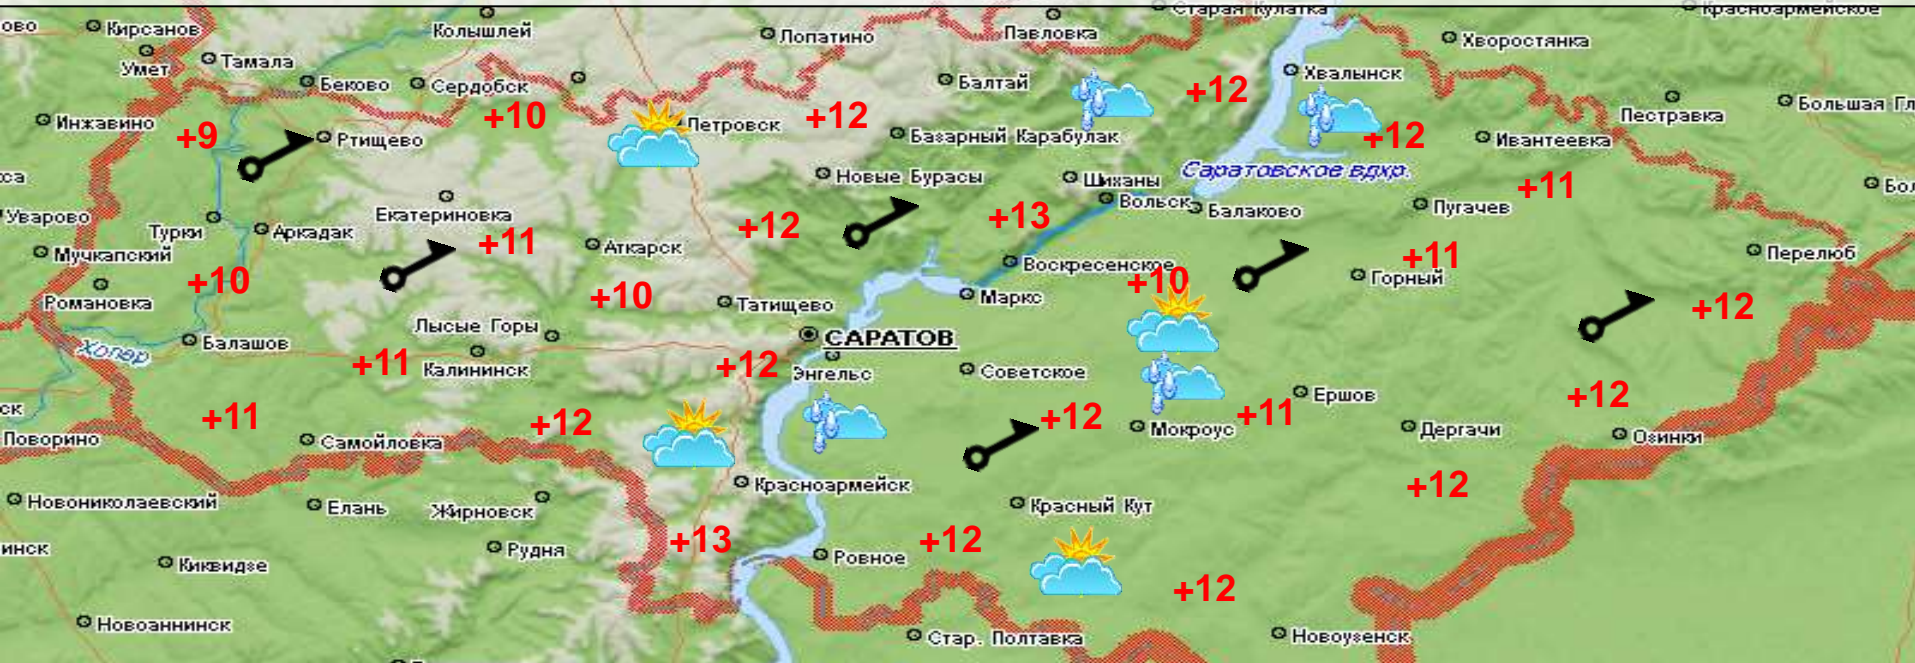 Старая Кулатка
Красноармейское
ово
Кирсанов
Колышлей
Лопатино
Павловка
Хворостянка
Умет
Тамала
Беково
Сердобск
Балтай
+12
Хвалынск
Инжавино
+9
Ртищево
+10
Петровск
+12
Базарный Карабулак
+12
Ивантеевка
Пестравка
Большая Гл
са
Новые Бурасы
Шиханы
Саратовское вдхр.
+11
Бол
Уварово
Турки
Аркадак
Екатериновка
+11
Аткарск
+12
+13
Вольск
Балаково
Пугачев
Мучкапский
+10
+10
Воскресенское
+10
+11
Горный
Перелюб
Романовка
Татищево
Маркс
+12
Хопер
Балашов
Лысые Горы
САРАТОВ
+11
Калининск
+12
Энгельс
Советское
Ершов
+12
ск
+11
+12
+12
Мокроус
+11
Дергачи
Озинки
Поворино
Самойловка
Красноармейск
+12
Новониколаевский
Елань
Жирновск
Красный Кут
инск
Киквидзе
Рудня
+13
Ровное
+12
+12
Новоаннинск
Стар. Полтавка
Новоузенск